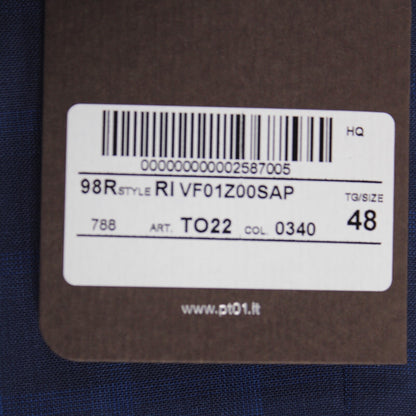 HQ
000000000002587005
98R STYLE RI VF01Z00SAP
TG/SIZE
788 ART. TO22 COL. 0340 48
www.pt01.it